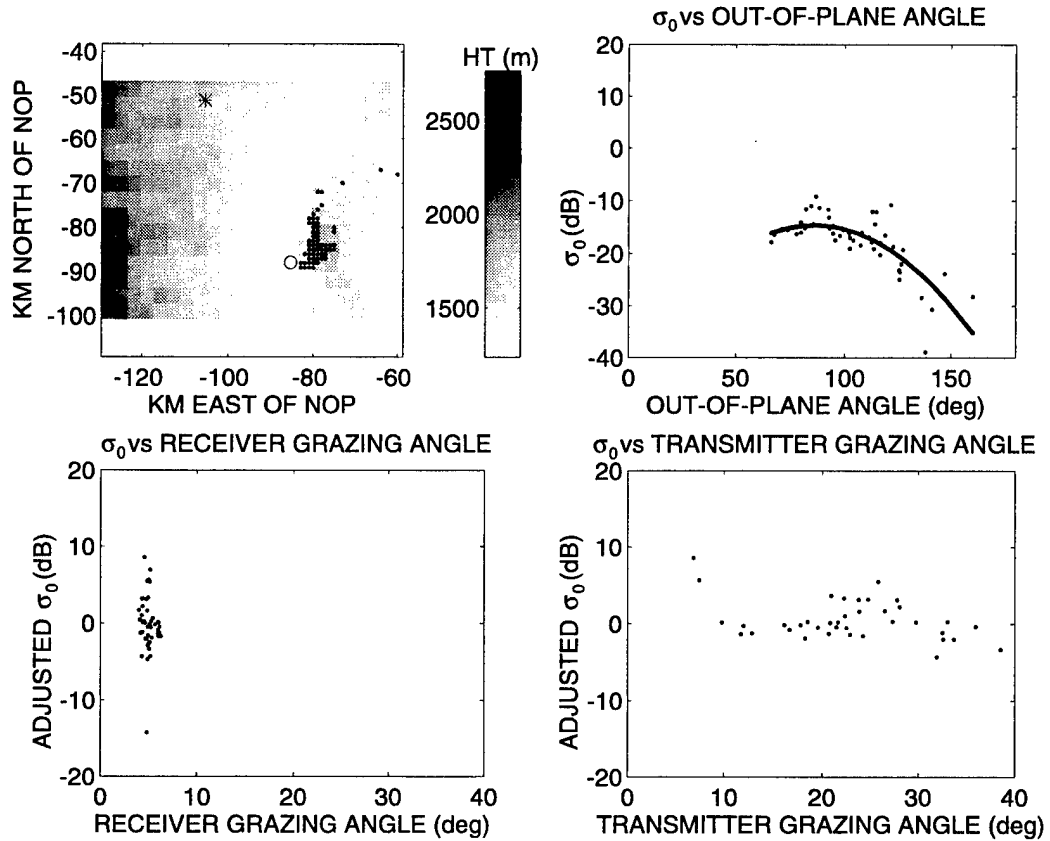 σ₀ vs OUT-OF-PLANE ANGLE
-40
-50
-60
-70
-80
-90
-100
KM NORTH OF NOP
-120 -100 -80 -60
KM EAST OF NOP
HT (m)
2500
2000
1500
20
10
0
-10
-20
-30
-40
σ₀ (dB)
0 50 100 150
OUT-OF-PLANE ANGLE (deg)
σ₀ vs RECEIVER GRAZING ANGLE
20
10
0
-10
-20
ADJUSTED σ₀ (dB)
0 10 20 30 40
RECEIVER GRAZING ANGLE (deg)
σ₀ vs TRANSMITTER GRAZING ANGLE
20
10
0
-10
-20
ADJUSTED σ₀ (dB)
0 10 20 30 40
TRANSMITTER GRAZING ANGLE (deg)